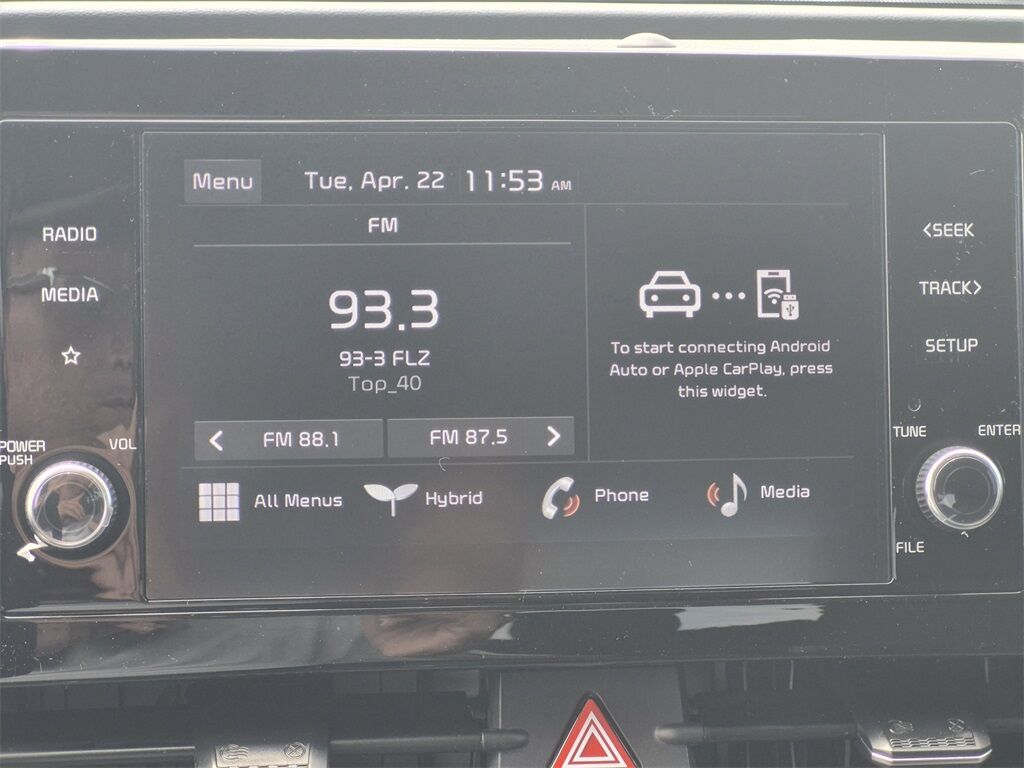 Menu Tue, Apr. 22 11:53 AM
FM
93.3
93-3 FLZ
Top_40
FM 88.1 FM 87.5
To start connecting Android
Auto or Apple CarPlay, press
this widget.
All Menus Hybrid Phone Media
RADIO
MEDIA
POWER
PUSH
VOL
<SEEK
TRACK>
SETUP
TUNE
ENTER
FILE